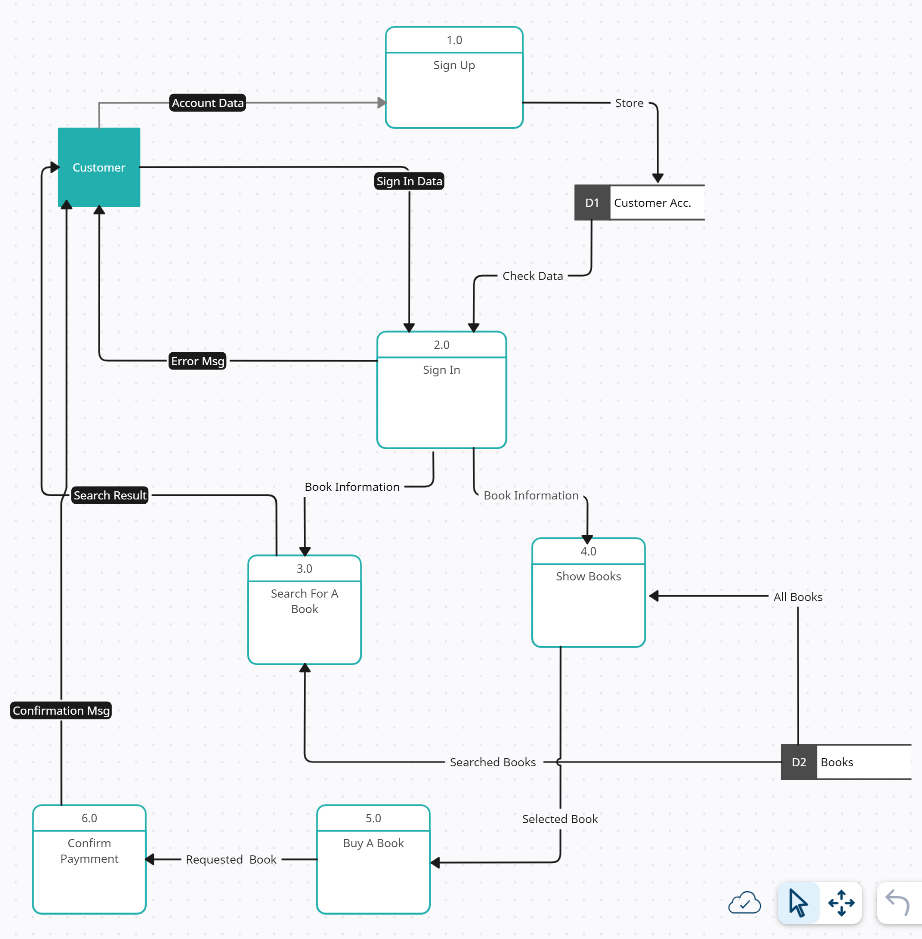 1.0
Sign Up
Account Data
Store
Customer
Sign In Data
D1
Customer Acc.
Check Data
2.0
Sign In
Error Msg
Book Information
Search Result
Book Information
3.0
Search For A
Book
4.0
Show Books
All Books
Confirmation Msg
Searched Books
D2
Books
6.0
Confirm
Paymment
5.0
Buy A Book
Selected Book
Requested Book